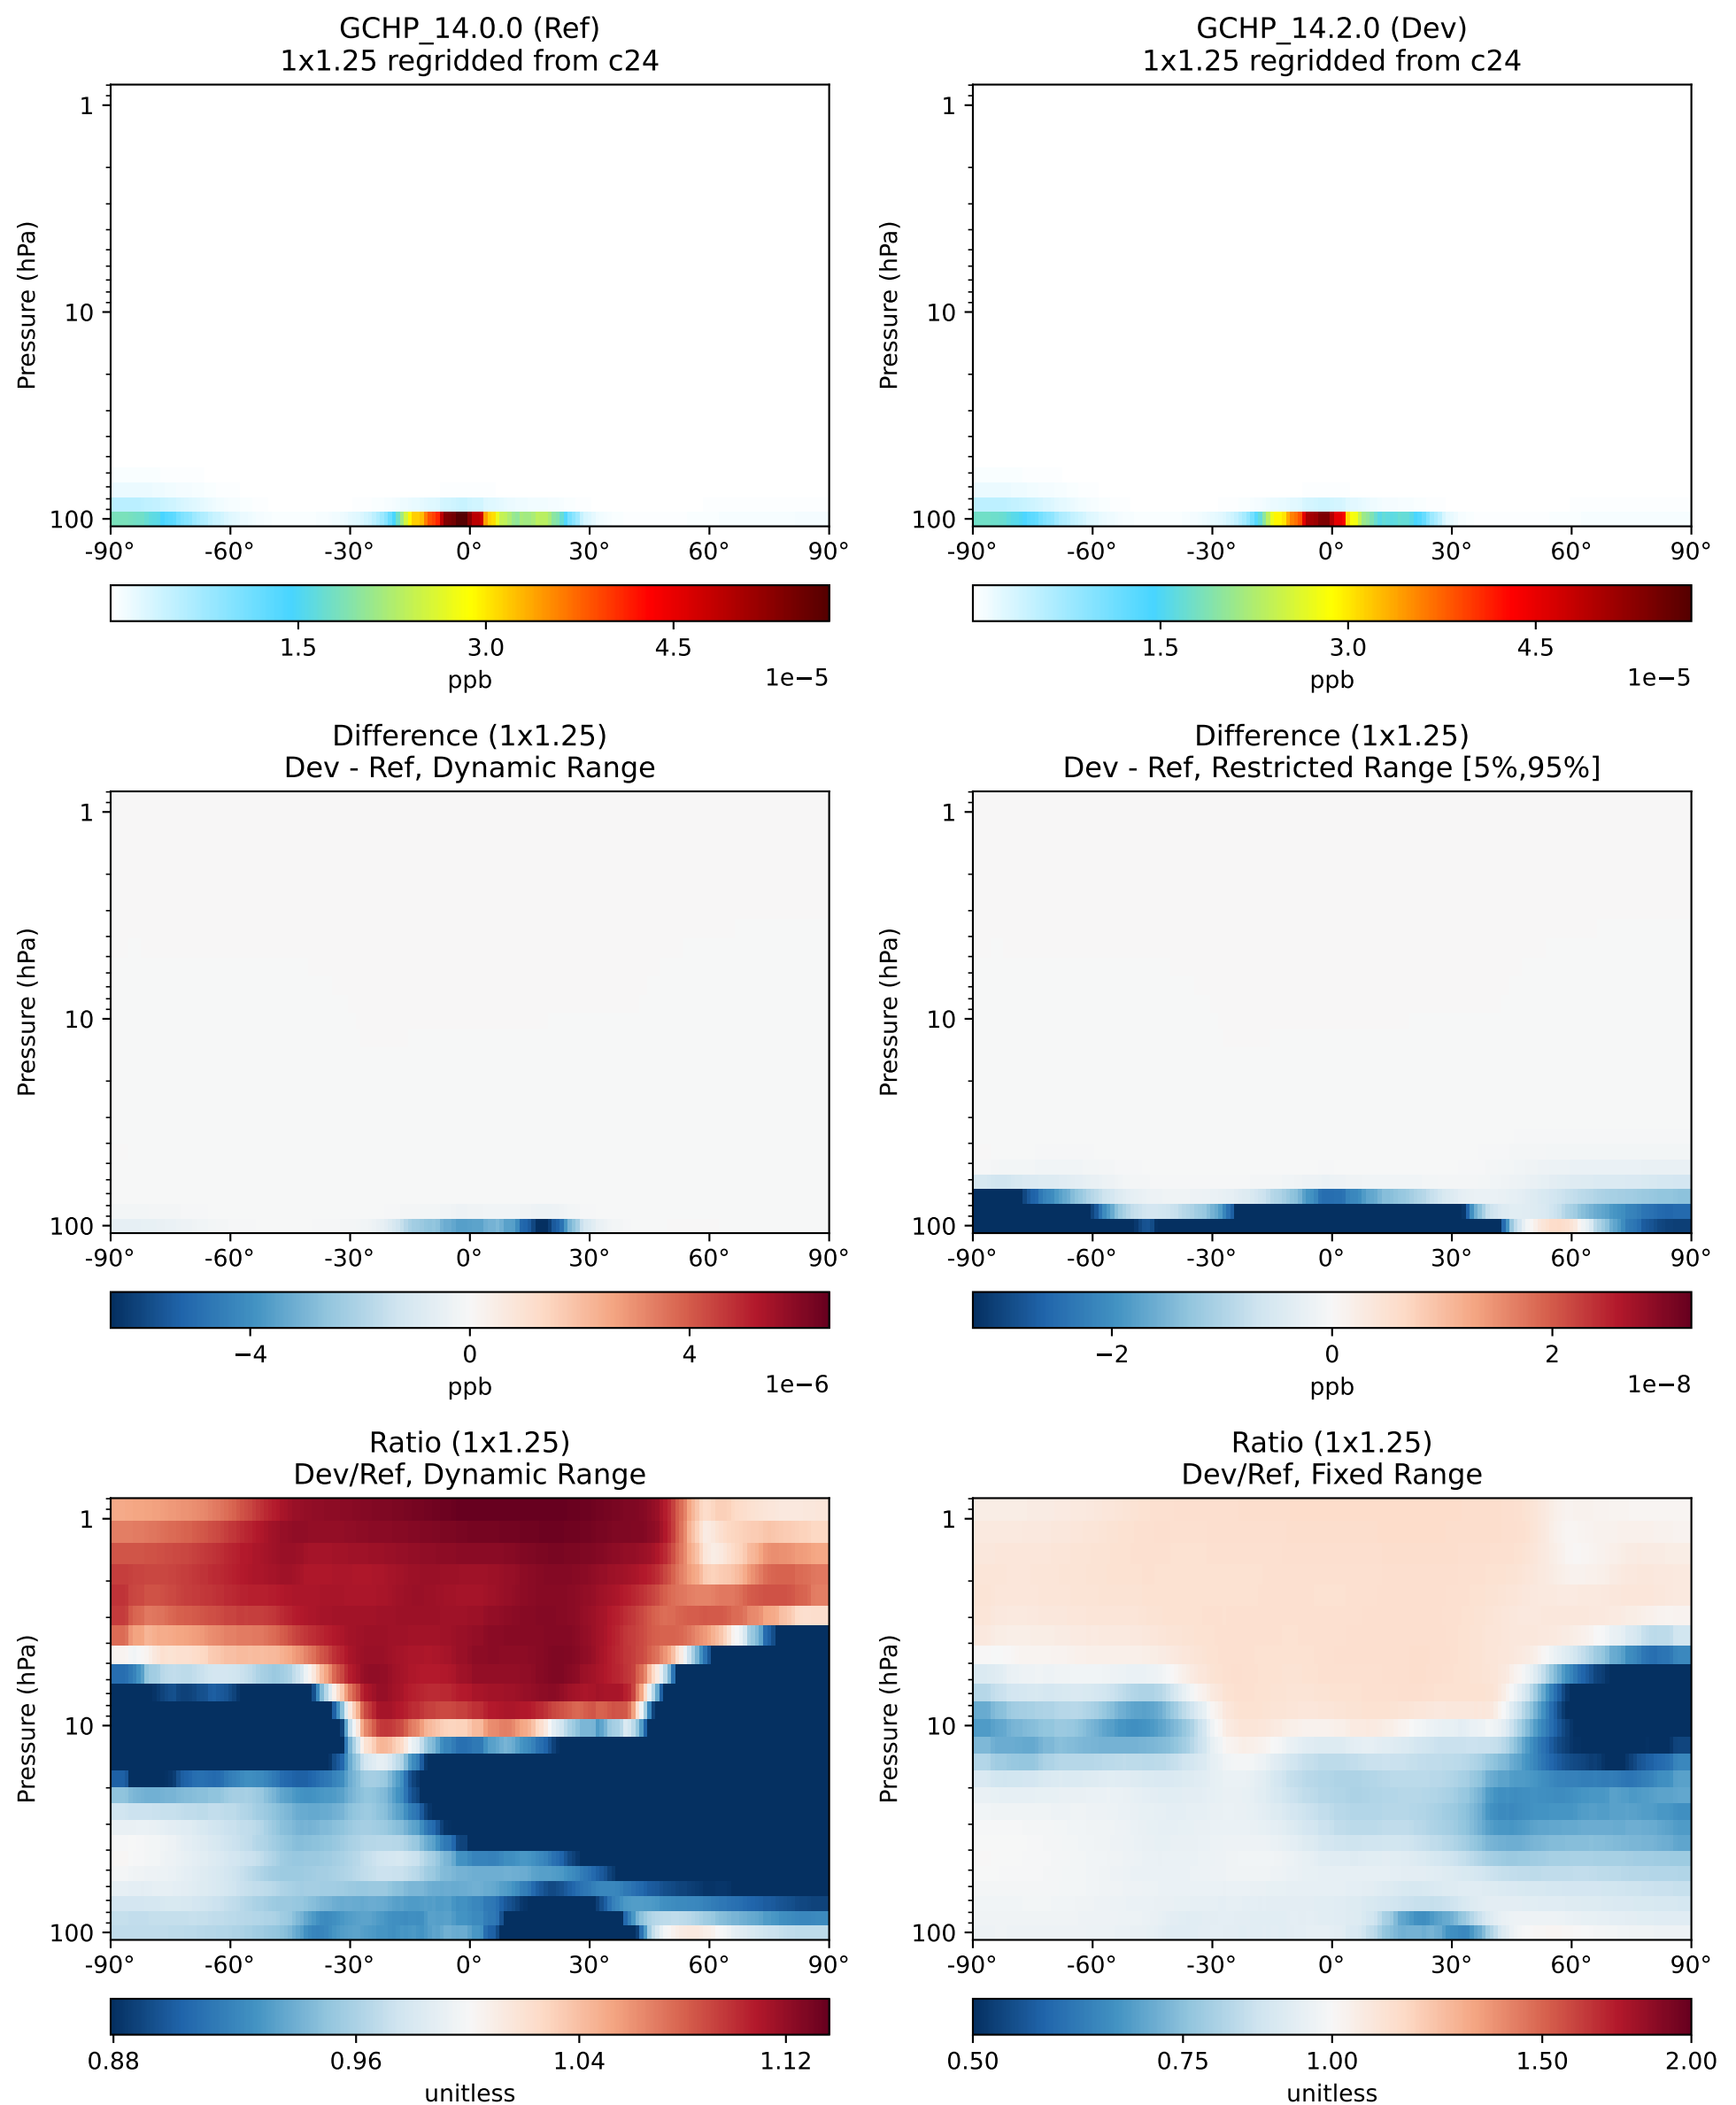 GCHP_14.0.0 (Ref)
1x1.25 regridded from c24
Pressure (hPa)
1
10
100
-90° -60° -30° 0° 30° 60° 90°
1.5 3.0 4.5
1e−5
ppb
GCHP_14.2.0 (Dev)
1x1.25 regridded from c24
Pressure (hPa)
1
10
100
-90° -60° -30° 0° 30° 60° 90°
1.5 3.0 4.5
1e−5
ppb
Difference (1x1.25)
Dev - Ref, Dynamic Range
Pressure (hPa)
1
10
100
-90° -60° -30° 0° 30° 60° 90°
−4 0 4
1e−6
ppb
Difference (1x1.25)
Dev - Ref, Restricted Range [5%,95%]
Pressure (hPa)
1
10
100
-90° -60° -30° 0° 30° 60° 90°
−2 0 2
1e−8
ppb
Ratio (1x1.25)
Dev/Ref, Dynamic Range
Pressure (hPa)
1
10
100
-90° -60° -30° 0° 30° 60° 90°
0.88 0.96 1.04 1.12
unitless
Ratio (1x1.25)
Dev/Ref, Fixed Range
Pressure (hPa)
1
10
100
-90° -60° -30° 0° 30° 60° 90°
0.50 0.75 1.00 1.50 2.00
unitless